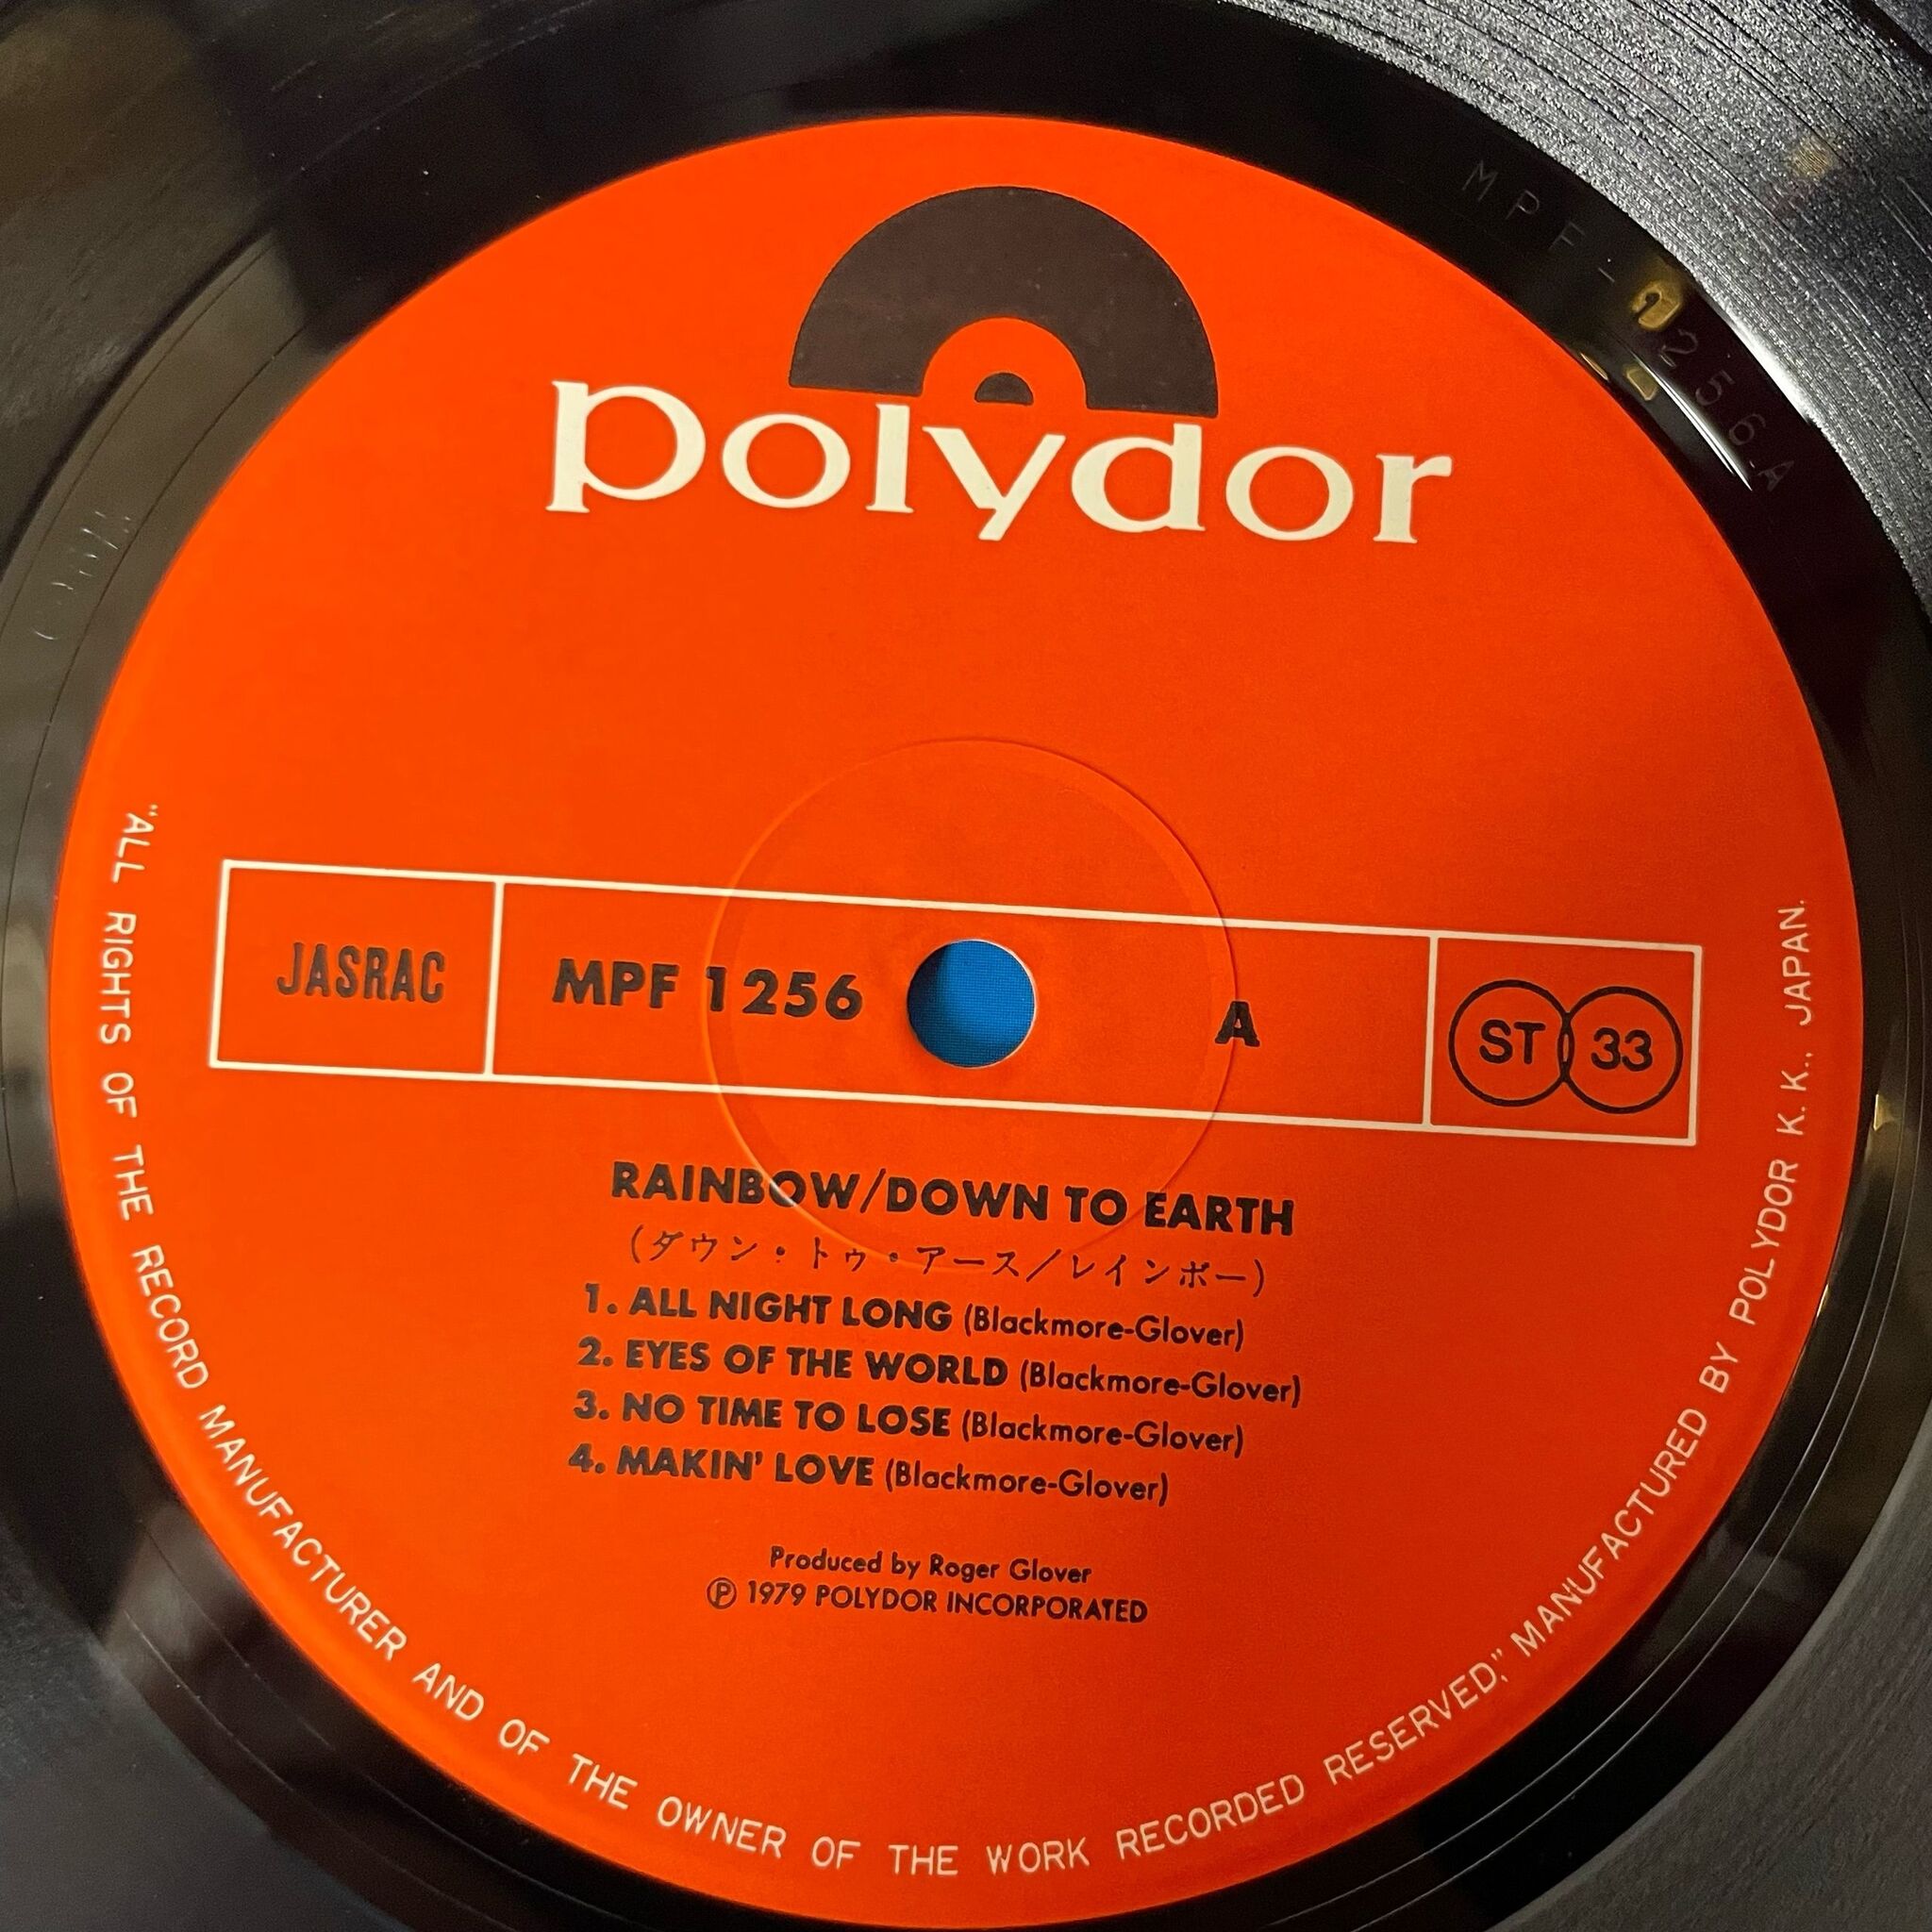 polydor
MPF-1256-A
JASRAC
MPF 1256
A
ST 33
RAINBOW/DOWN TO EARTH
(ダウン・トゥ・アース/レインボー)
1. ALL NIGHT LONG (Blackmore-Glover)
2. EYES OF THE WORLD (Blackmore-Glover)
3. NO TIME TO LOSE (Blackmore-Glover)
4. MAKIN' LOVE (Blackmore-Glover)
Produced by Roger Glover
Ⓟ 1979 POLYDOR INCORPORATED
"ALL RIGHTS OF THE RECORD MANUFACTURER AND OF THE OWNER OF THE WORK RECORDED RESERVED," MANUFACTURED BY POLYDOR K.K., JAPAN.